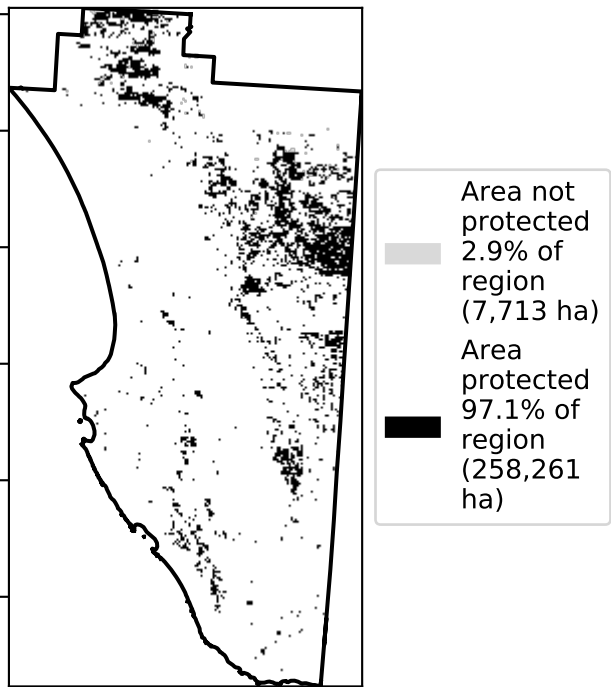 Area not
protected
2.9% of
region
(7,713 ha)
Area
protected
97.1% of
region
(258,261
ha)